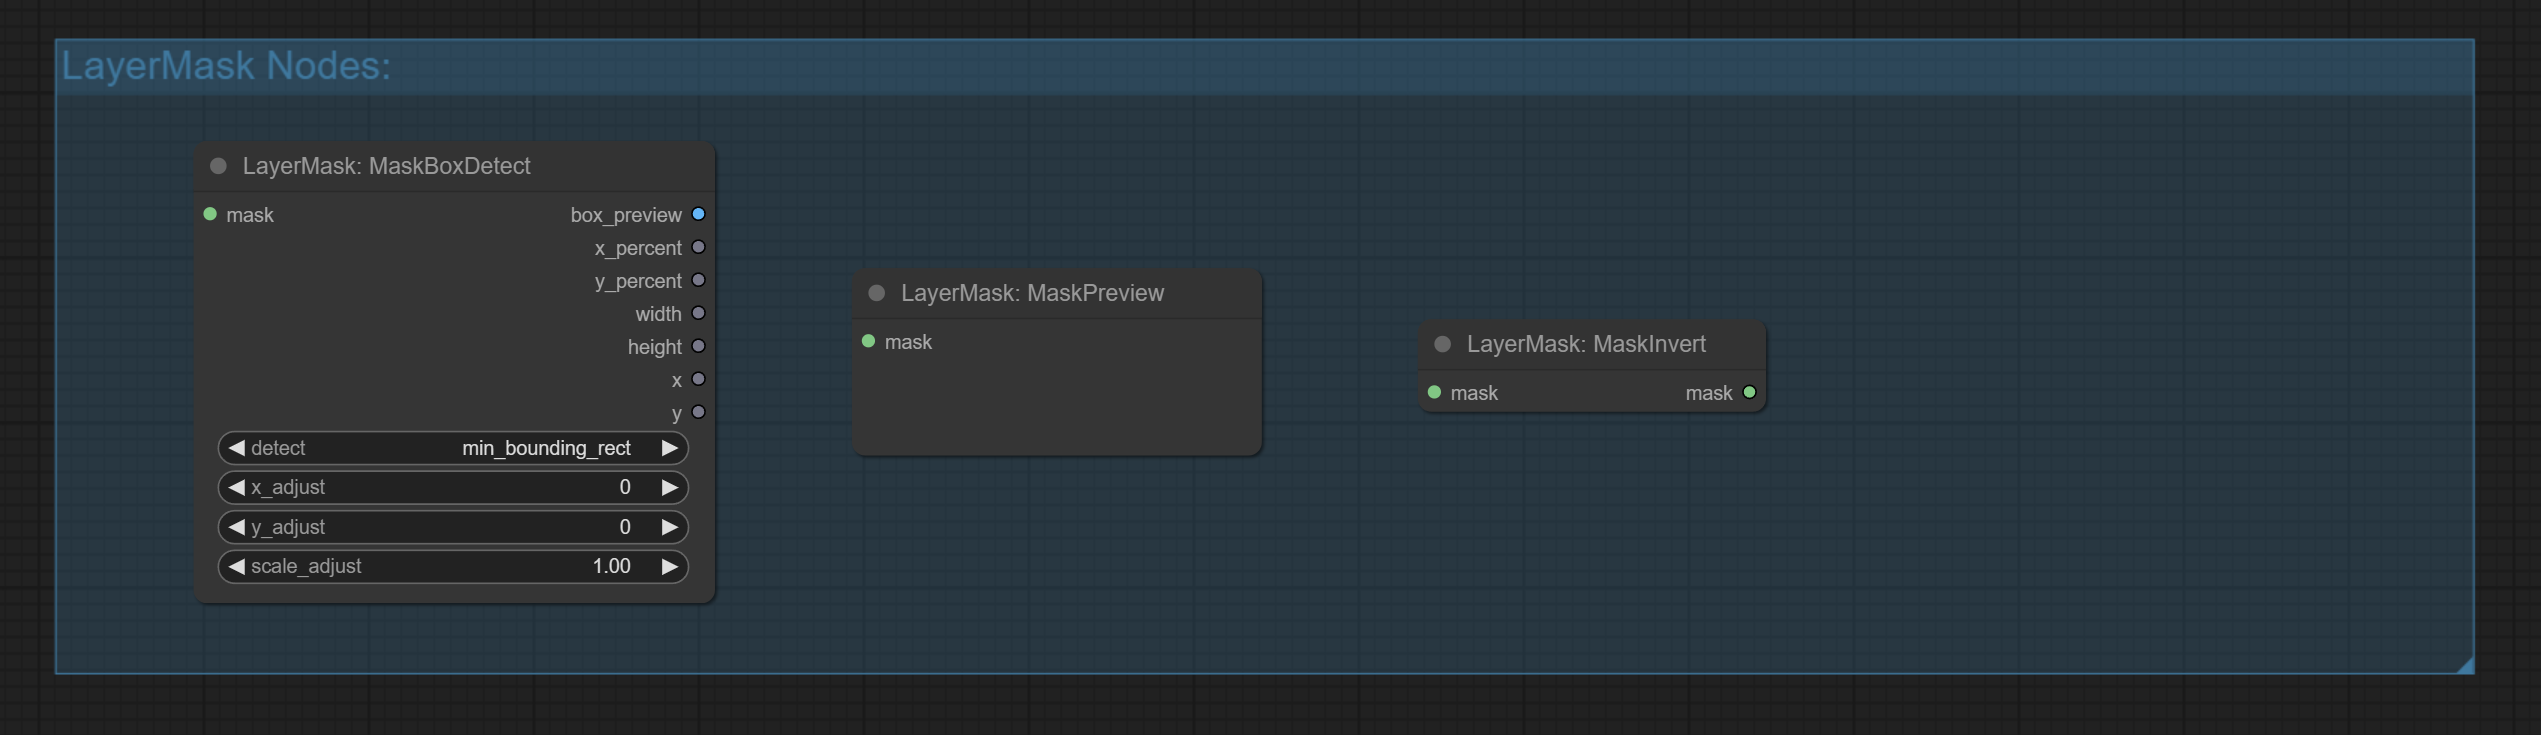 LayerMask Nodes:
LayerMask: MaskBoxDetect
mask
box_preview
x_percent
y_percent
width
height
x
y
detect min_bounding_rect
x_adjust 0
y_adjust 0
scale_adjust 1.00
LayerMask: MaskPreview
mask
LayerMask: MaskInvert
mask mask